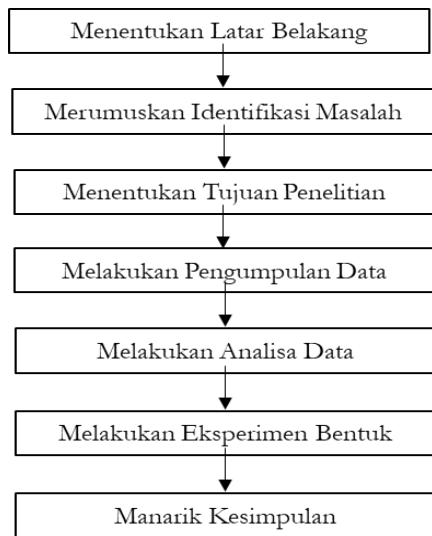 Menentukan Latar Belakang
Merumuskan Identifikasi Masalah
Menentukan Tujuan Penelitian
Melakukan Pengumpulan Data
Melakukan Analisa Data
Melakukan Eksperimen Bentuk
Manarik Kesimpulan